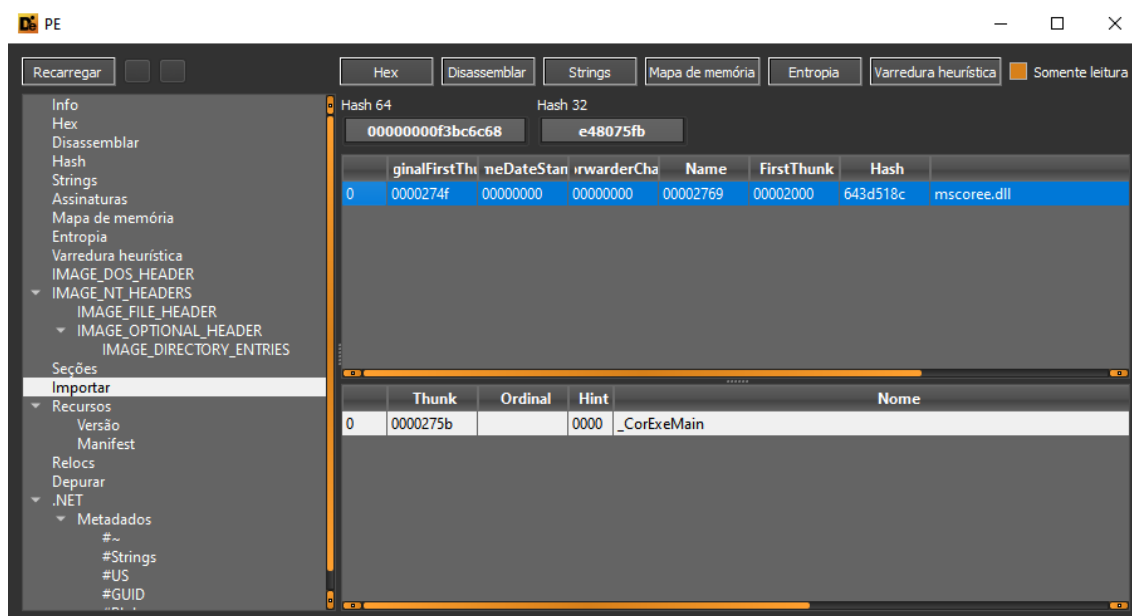 PE
Recarregar Hex Disassemblar Strings Mapa de memória Entropia Varredura heurística Somente leitura
Info
Hex
Disassemblar
Hash
Strings
Assinaturas
Mapa de memória
Entropia
Varredura heurística
IMAGE_DOS_HEADER
IMAGE_NT_HEADERS
IMAGE_FILE_HEADER
IMAGE_OPTIONAL_HEADER
IMAGE_DIRECTORY_ENTRIES
Seções
Importar
Recursos
Versão
Manifest
Relocs
Depurar
.NET
Metadados
#~
#Strings
#US
#GUID
Hash 64 Hash 32
00000000f3bc6c68 e48075fb
ginalFirstThu neDateStan rwarderCha Name FirstThunk Hash
0 0000274f 00000000 00000000 00002769 00002000 643d518c mscoree.dll
Thunk Ordinal Hint Nome
0 0000275b 0000 _CorExeMain